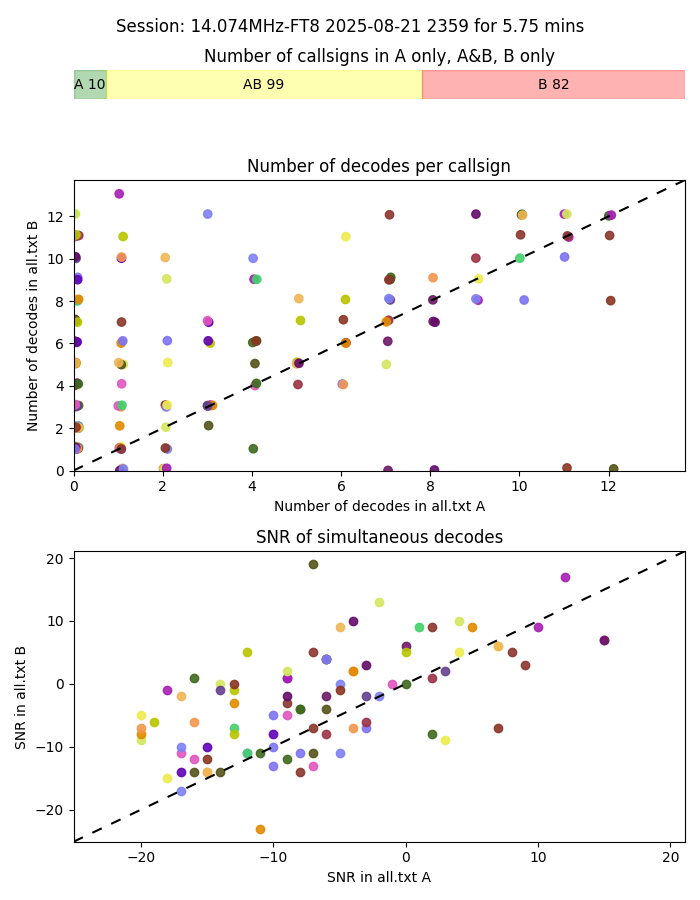 Session: 14.074MHz-FT8 2025-08-21 2359 for 5.75 mins
Number of callsigns in A only, A&B, B only
A 10 AB 99 B 82
Number of decodes per callsign
Number of decodes in all.txt B
12
10
8
6
4
2
0
0 2 4 6 8 10 12
Number of decodes in all.txt A
SNR of simultaneous decodes
SNR in all.txt B
20
10
0
−10
−20
−20 −10 0 10 20
SNR in all.txt A